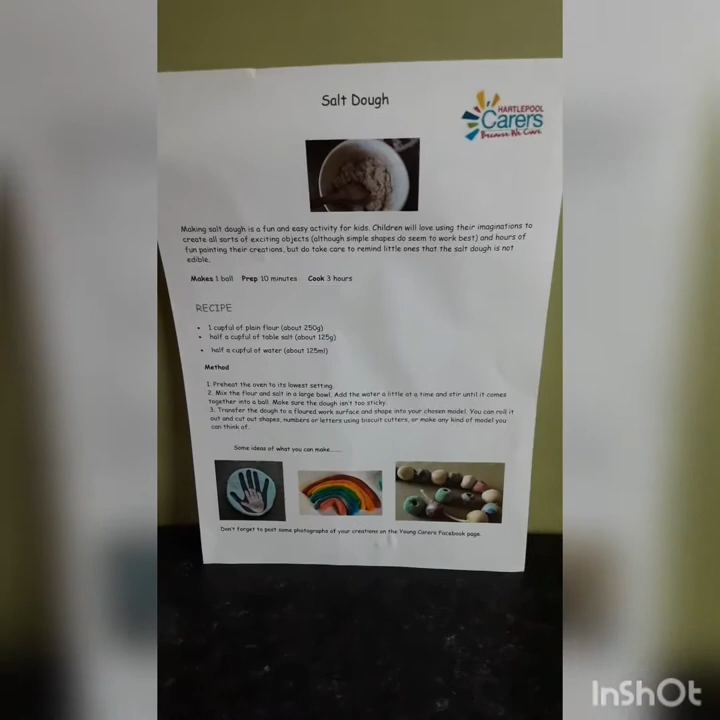 Salt Dough
HARTLEPOOL
Carers
Because We Care
Making salt dough is a fun and easy activity for kids. Children will love using their imaginations to
create all sorts of exciting objects (although simple shapes do seem to work best) and hours of
fun painting their creations, but do take care to remind little ones that the salt dough is not
edible.
Makes 1 ball Prep 10 minutes Cook 3 hours
RECIPE
• 1 cupful of plain flour (about 250g)
• half a cupful of table salt (about 125g)
• half a cupful of water (about 125ml)
Method
1. Preheat the oven to its lowest setting.
2. Mix the flour and salt in a large bowl. Add the water a little at a time and stir until it comes
together into a ball. Make sure the dough isn't too sticky.
3. Transfer the dough to a floured work surface and shape into your chosen model. You can roll it
out and cut out shapes, numbers or letters using biscuit cutters, or make any kind of model you
can think of.
Some ideas of what you can make......
Don't forget to post some photographs of your creations on the Young Carers Facebook page.
InShOt